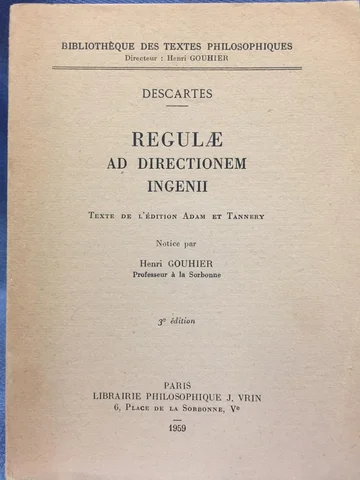 BIBLIOTHÈQUE DES TEXTES PHILOSOPHIQUES
Directeur : Henri GOUHIER
DESCARTES
REGULÆ
AD DIRECTIONEM
INGENII
TEXTE DE L'ÉDITION ADAM ET TANNERY
Notice par
Henri GOUHIER
Professeur à la Sorbonne
3e édition
PARIS
LIBRAIRIE PHILOSOPHIQUE J. VRIN
6, PLACE DE LA SORBONNE, Ve
1959